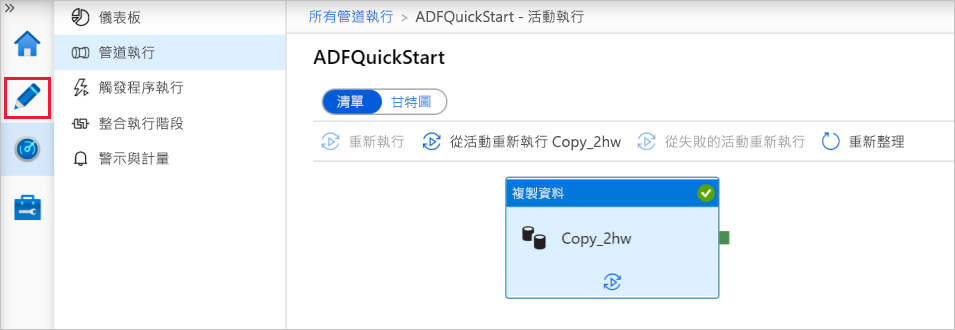 »
儀表板
管道執行
觸發程序執行
整合執行階段
警示與計量
所有管道執行 > ADFQuickStart - 活動執行
ADFQuickStart
清單 甘特圖
重新執行 從活動重新執行 Copy_2hw 從失敗的活動重新執行 重新整理
複製資料
Copy_2hw